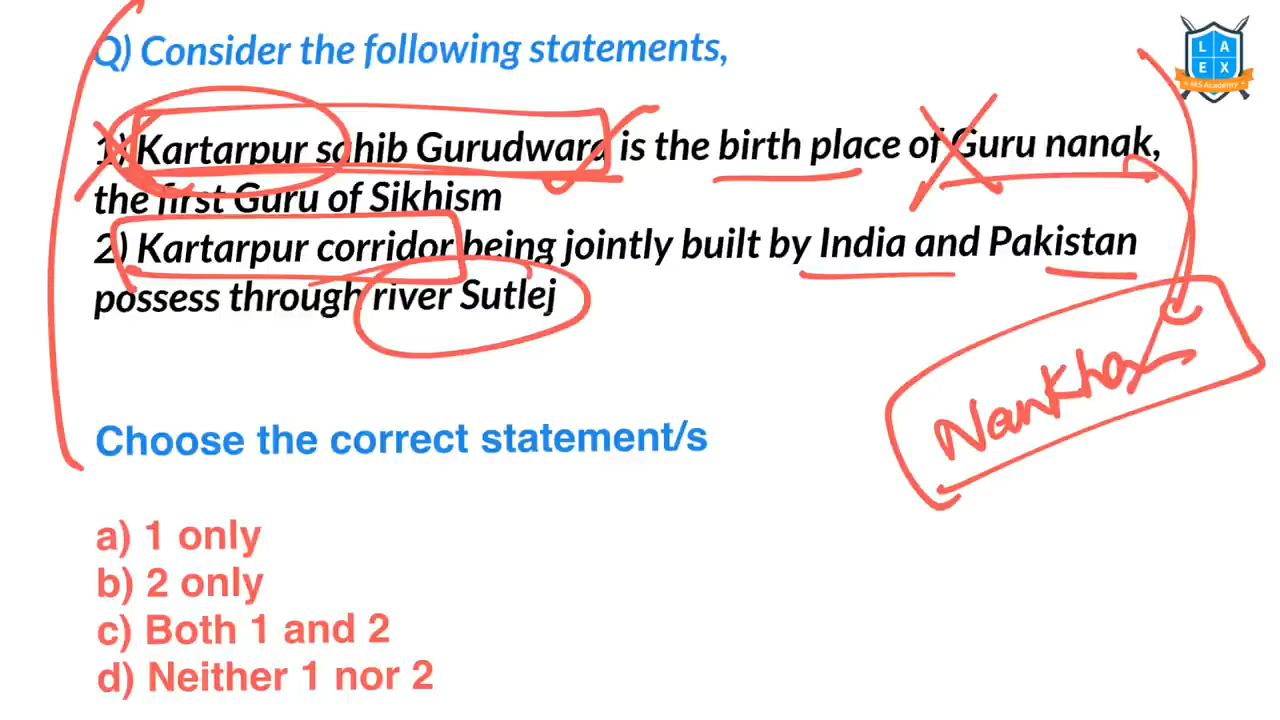 Q) Consider the following statements,
1) Kartarpur sahib Gurudwara is the birth place of Guru nanak,
the first Guru of Sikhism
2) Kartarpur corridor being jointly built by India and Pakistan
possess through river Sutlej
Choose the correct statement/s
a) 1 only
b) 2 only
c) Both 1 and 2
d) Neither 1 nor 2
L A
E X
IAS Academy